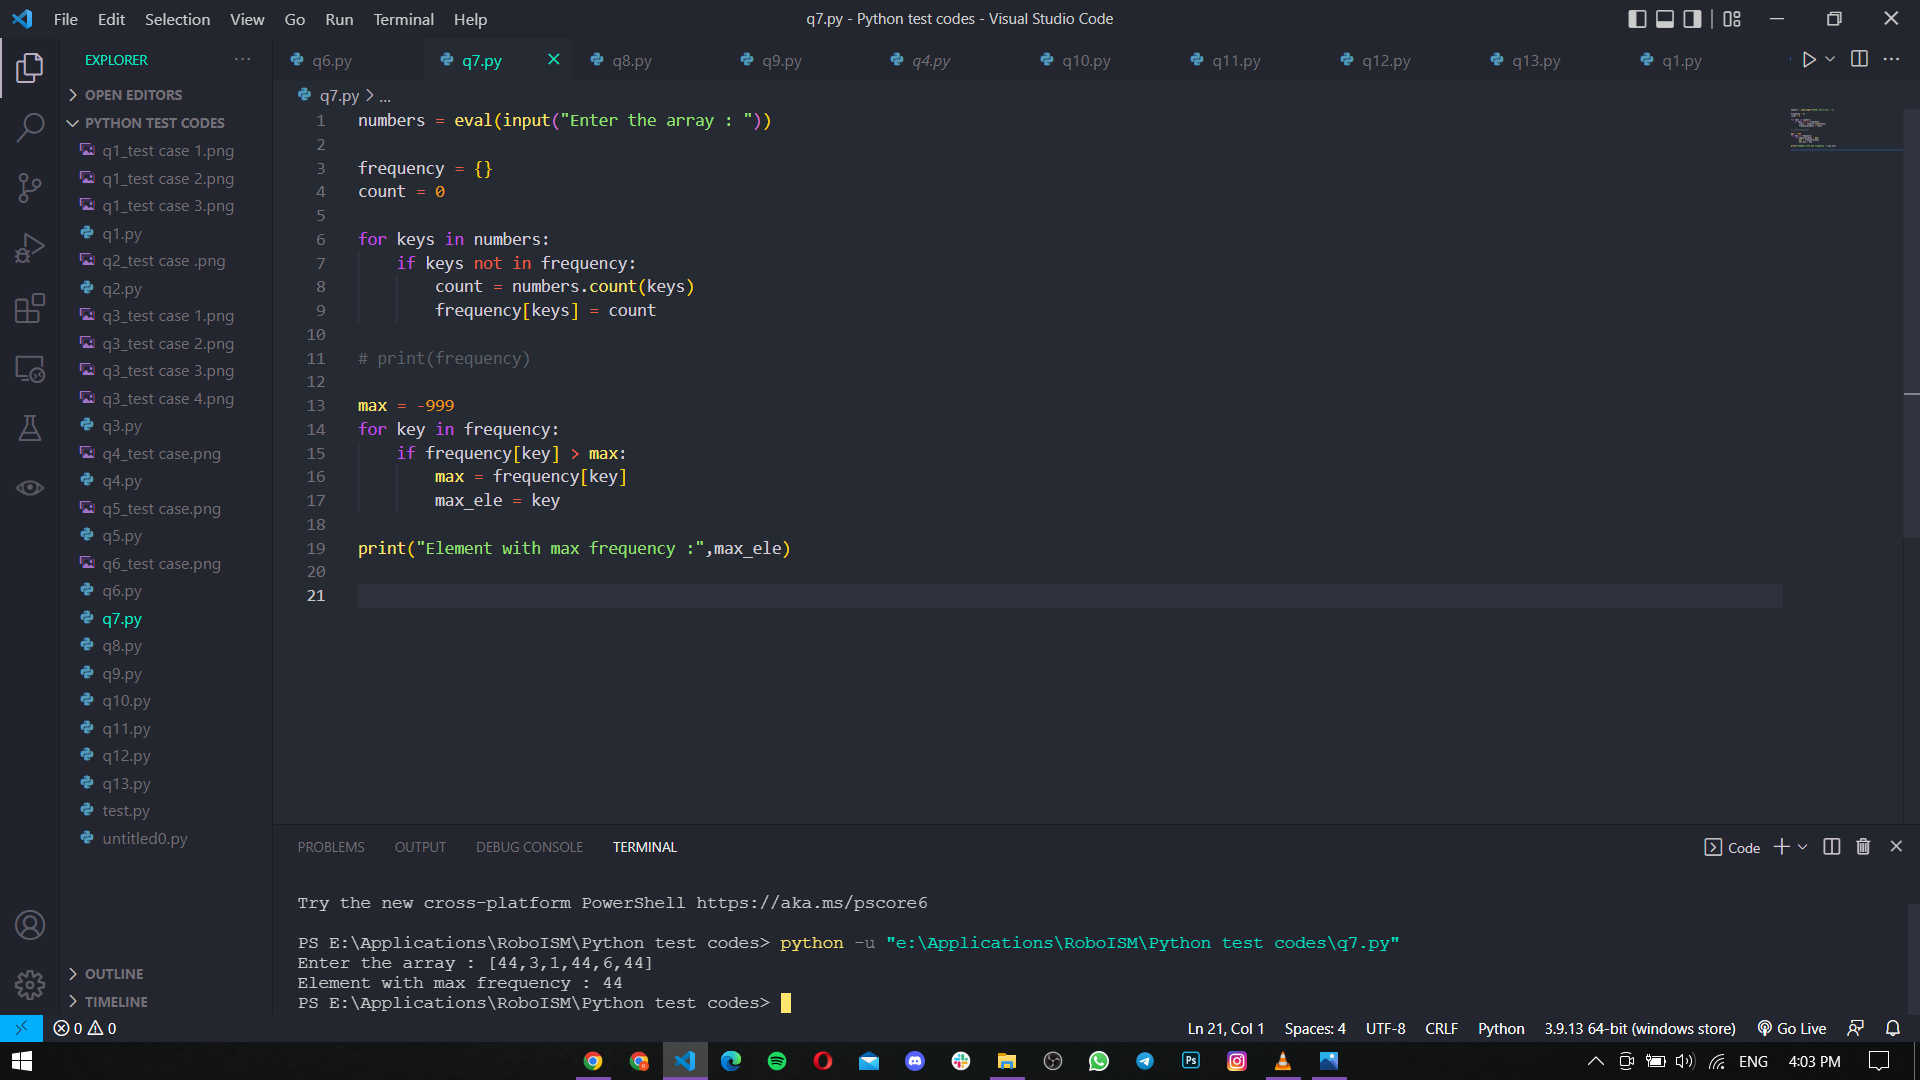 File Edit Selection View Go Run Terminal Help
q7.py - Python test codes - Visual Studio Code
EXPLORER
q6.py q7.py q8.py q9.py q4.py q10.py q11.py q12.py q13.py q1.py
OPEN EDITORS
PYTHON TEST CODES
q1_test case 1.png
q1_test case 2.png
q1_test case 3.png
q1.py
q2_test case .png
q2.py
q3_test case 1.png
q3_test case 2.png
q3_test case 3.png
q3_test case 4.png
q3.py
q4_test case.png
q4.py
q5_test case.png
q5.py
q6_test case.png
q6.py
q7.py
q8.py
q9.py
q10.py
q11.py
q12.py
q13.py
test.py
untitled0.py
OUTLINE
TIMELINE
q7.py > ...
1 numbers = eval(input("Enter the array : "))
2
3 frequency = {}
4 count = 0
5
6 for keys in numbers:
7     if keys not in frequency:
8         count = numbers.count(keys)
9         frequency[keys] = count
10
11 # print(frequency)
12
13 max = -999
14 for key in frequency:
15     if frequency[key] > max:
16         max = frequency[key]
17         max_ele = key
18
19 print("Element with max frequency :",max_ele)
20
21
PROBLEMS OUTPUT DEBUG CONSOLE TERMINAL
Code
Try the new cross-platform PowerShell https://aka.ms/pscore6
PS E:\Applications\RoboISM\Python test codes> python -u "e:\Applications\RoboISM\Python test codes\q7.py"
Enter the array : [44,3,1,44,6,44]
Element with max frequency : 44
PS E:\Applications\RoboISM\Python test codes>
0 0
Ln 21, Col 1 Spaces: 4 UTF-8 CRLF Python 3.9.13 64-bit (windows store) Go Live
Ps
ENG 4:03 PM